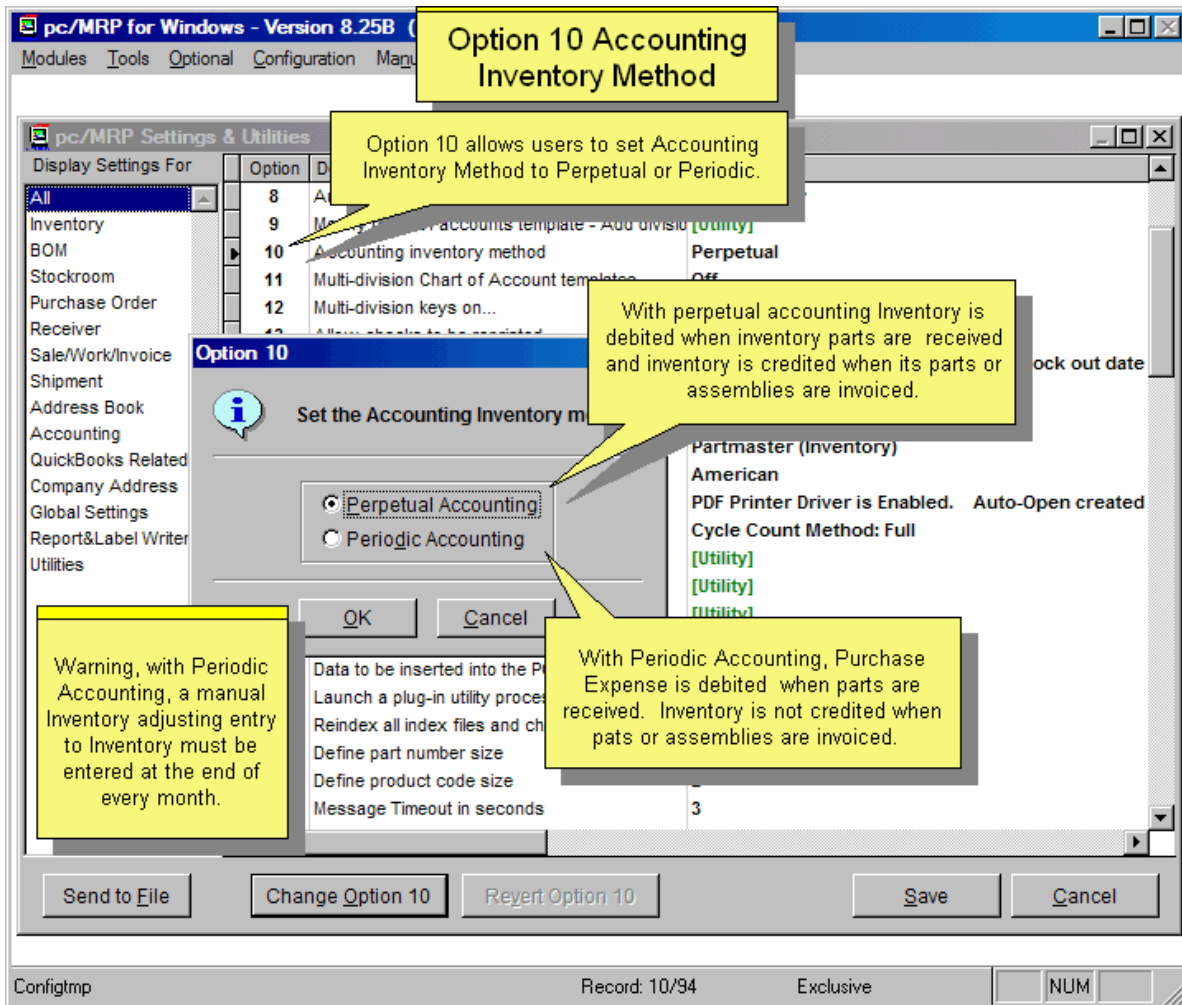 pc/MRP for Windows - Version 8.25B (
Modules Tools Optional Configuration
Option 10 Accounting
Inventory Method
pc/MRP Settings & Utilities
Option 10 allows users to set Accounting
Inventory Method to Perpetual or Periodic.
Display Settings For
Option
All
Inventory
BOM
Stockroom
Purchase Order
Receiver
Sale/Work/Invoice
Shipment
Address Book
Accounting
QuickBooks Related
Company Address
Global Settings
Report&Label Writer
Utilities
8
9 accounts template - Add [Utility]
10 Accounting inventory method Perpetual
11 Multi-division Chart of Account templates Off
12 Multi-division keys on...
13
With perpetual accounting Inventory is
debited when inventory parts are received
and inventory is credited when its parts or
assemblies are invoiced.
ock out date
Partmaster (Inventory)
American
PDF Printer Driver is Enabled. Auto-Open created
Cycle Count Method: Full
[Utility]
[Utility]
[Utility]
Option 10
Set the Accounting Inventory
Perpetual Accounting
Periodic Accounting
OK Cancel
With Periodic Accounting, Purchase
Expense is debited when parts are
received. Inventory is not credited when
pats or assemblies are invoiced.
Warning, with Periodic
Accounting, a manual
Inventory adjusting entry
to Inventory must be
entered at the end of
every month.
Data to be inserted into the
Launch a plug-in utility
Reindex all index files and
Define part number size
Define product code size
Message Timeout in seconds 3
Send to File Change Option 10 Revert Option 10 Save Cancel
Configtmp Record: 10/94 Exclusive NUM